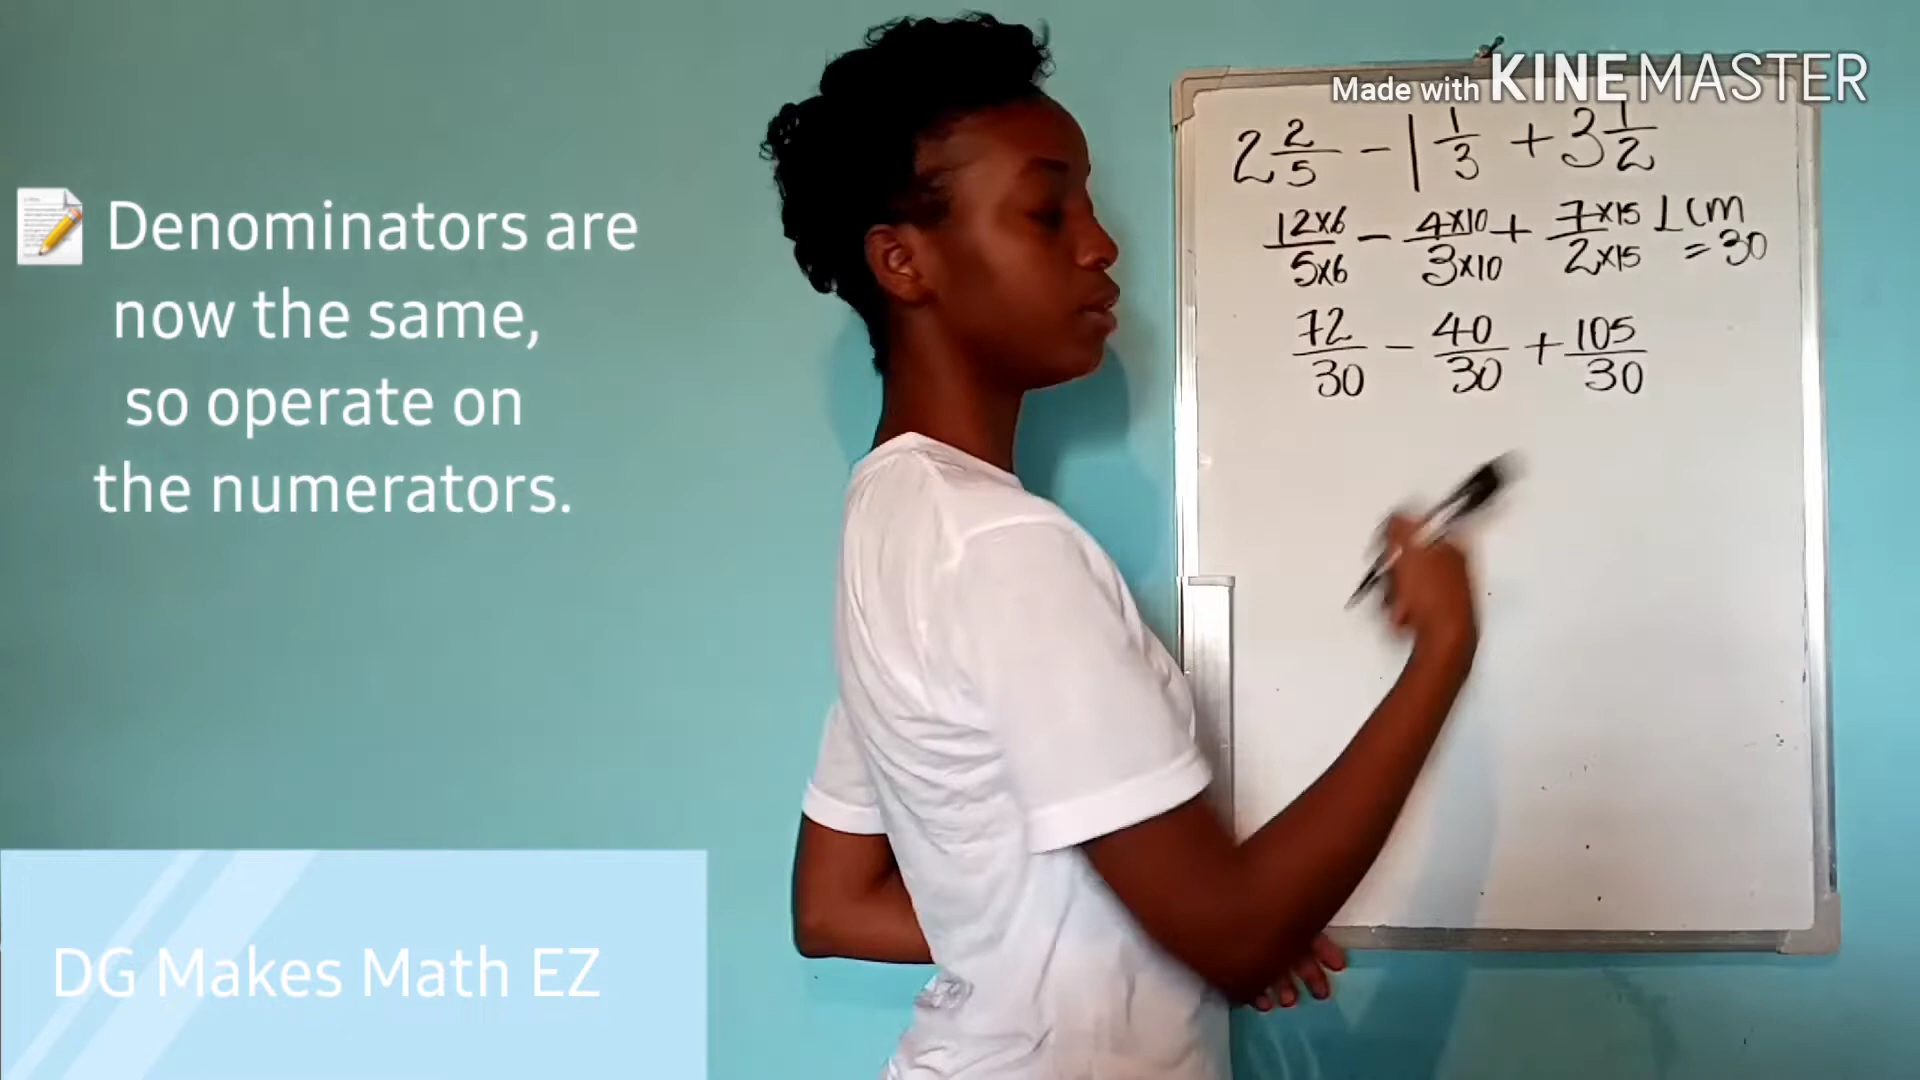 Made with KINEMASTER
2 2/5 - 1 1/3 + 3 1/2
12x6/5x6 - 4x10/3x10 + 7x15/2x15 LCM
= 30
72/30 - 40/30 + 105/30
📝 Denominators are
now the same,
so operate on
the numerators.
DG Makes Math EZ